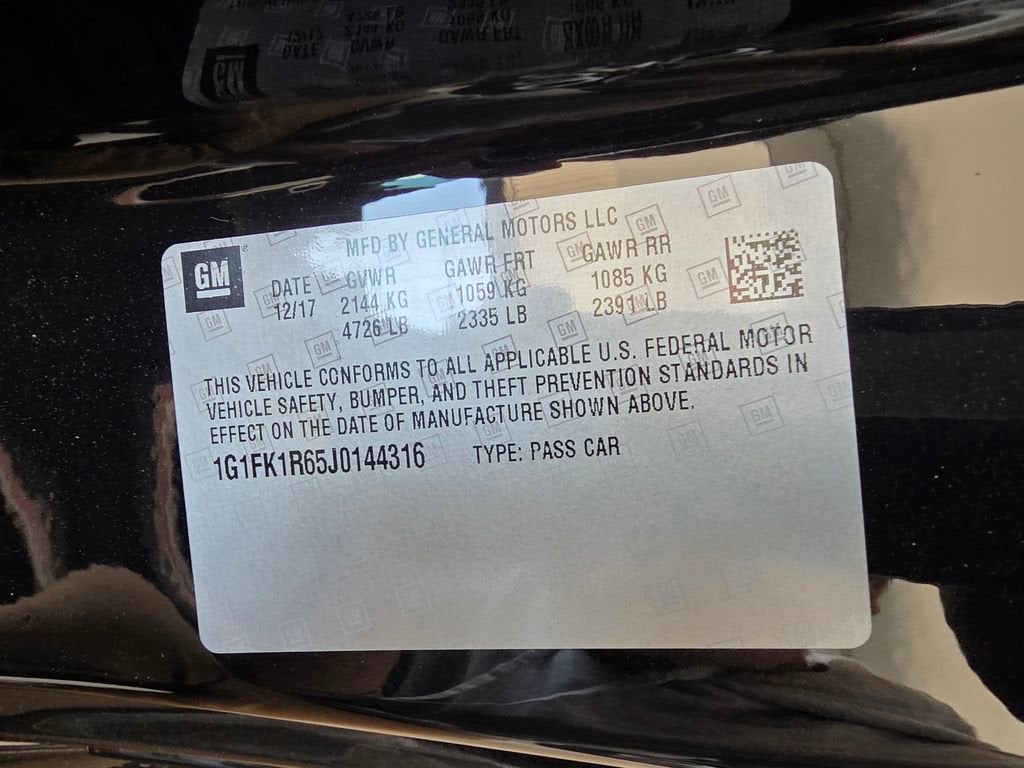 GM
MFD BY GENERAL MOTORS LLC
DATE GVWR GAWR FRT GAWR RR
12/17 2144 KG 1059 KG 1085 KG
4726 LB 2335 LB 2391 LB
THIS VEHICLE CONFORMS TO ALL APPLICABLE U.S. FEDERAL MOTOR
VEHICLE SAFETY, BUMPER, AND THEFT PREVENTION STANDARDS IN
EFFECT ON THE DATE OF MANUFACTURE SHOWN ABOVE.
1G1FK1R65J0144316 TYPE: PASS CAR